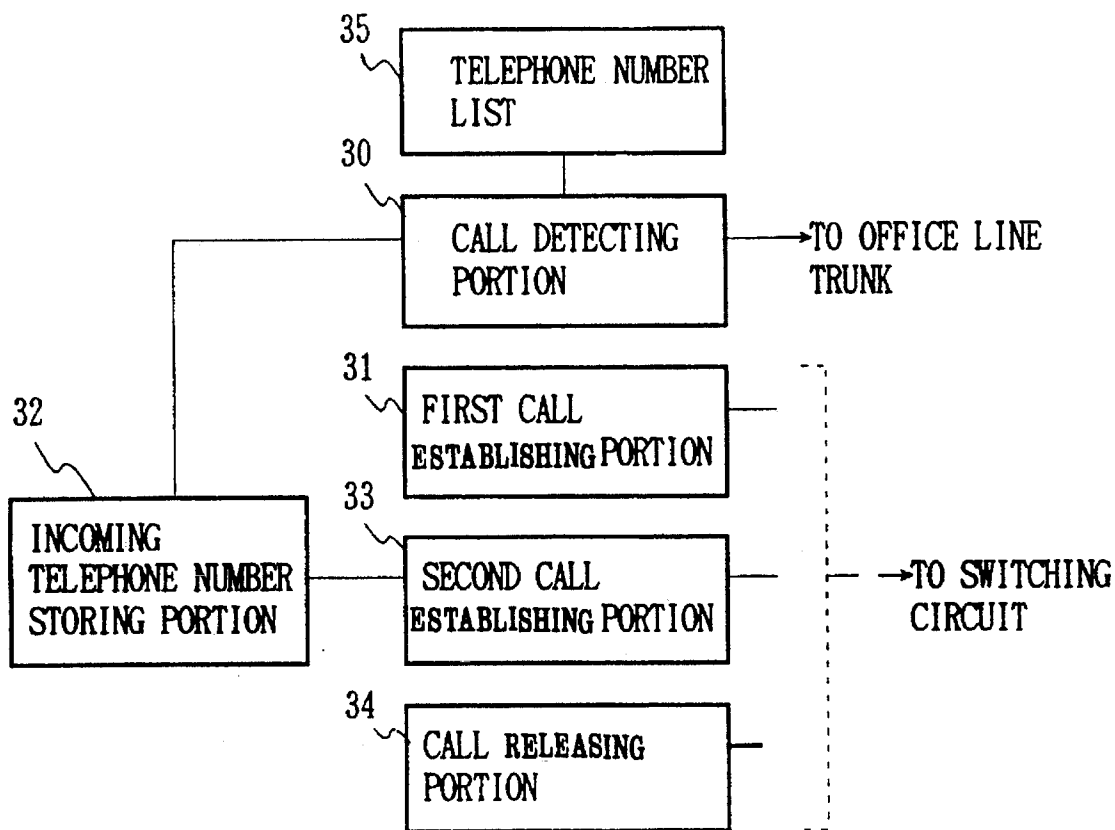 35
TELEPHONE NUMBER
LIST
30
CALL DETECTING
PORTION
TO OFFICE LINE
TRUNK
31
FIRST CALL
ESTABLISHING PORTION
32
INCOMING
TELEPHONE NUMBER
STORING PORTION
33
SECOND CALL
ESTABLISHING PORTION
TO SWITCHING
CIRCUIT
34
CALL RELEASING
PORTION